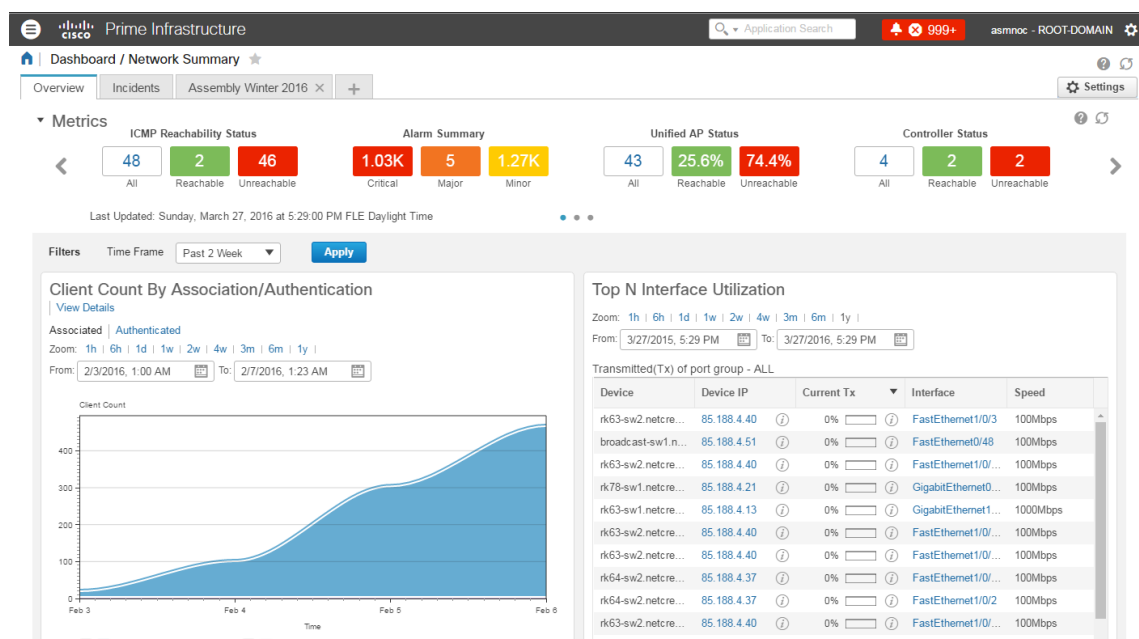 cisco Prime Infrastructure
Application Search
999+
asmnoc - ROOT-DOMAIN
Dashboard / Network Summary
Overview Incidents Assembly Winter 2016 × +
Settings
Metrics
ICMP Reachability Status
48 2 46
All Reachable Unreachable
Alarm Summary
1.03K 5 1.27K
Critical Major Minor
Unified AP Status
43 25.6% 74.4%
All Reachable Unreachable
Controller Status
4 2 2
All Reachable Unreachable
Last Updated: Sunday, March 27, 2016 at 5:29:00 PM FLE Daylight Time
Filters Time Frame Past 2 Week Apply
Client Count By Association/Authentication
View Details
Associated | Authenticated
Zoom: 1h | 6h | 1d | 1w | 2w | 4w | 3m | 6m | 1y |
From: 2/3/2016, 1:00 AM To: 2/7/2016, 1:23 AM
Client Count
400
300
200
100
0
Feb 3 Feb 4 Feb 5 Feb 6
Time
Top N Interface Utilization
Zoom: 1h | 6h | 1d | 1w | 2w | 4w | 3m | 6m | 1y |
From: 3/27/2015, 5:29 PM To: 3/27/2016, 5:29 PM
Transmitted(Tx) of port group - ALL
Device Device IP Current Tx Interface Speed
rk63-sw2.netcre... 85.188.4.40 0% FastEthernet1/0/3 100Mbps
broadcast-sw1.n... 85.188.4.51 0% FastEthernet0/48 100Mbps
rk63-sw2.netcre... 85.188.4.40 0% FastEthernet1/0/... 100Mbps
rk78-sw1.netcre... 85.188.4.21 0% GigabitEthernet0... 100Mbps
rk63-sw1.netcre... 85.188.4.13 0% GigabitEthernet1... 1000Mbps
rk63-sw2.netcre... 85.188.4.40 0% FastEthernet1/0/... 100Mbps
rk63-sw2.netcre... 85.188.4.40 0% FastEthernet1/0/... 100Mbps
rk64-sw2.netcre... 85.188.4.37 0% FastEthernet1/0/... 100Mbps
rk64-sw2.netcre... 85.188.4.37 0% FastEthernet1/0/2 100Mbps
rk63-sw2.netcre... 85.188.4.40 0% FastEthernet1/0/... 100Mbps